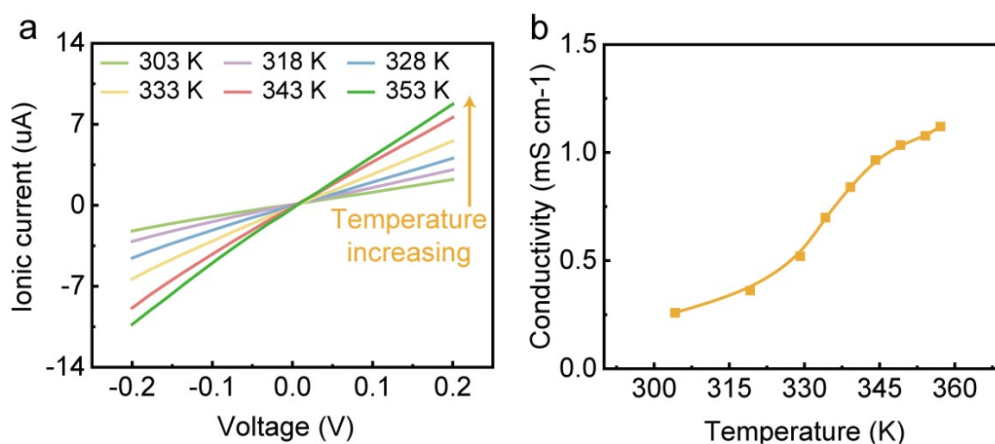 a
14
7
0
-7
-14
Ionic current (uA)
303 K 318 K 328 K
333 K 343 K 353 K
Temperature
increasing
-0.2 -0.1 0.0 0.1 0.2
Voltage (V)
b
1.5
1.0
0.5
0.0
Conductivity (mS cm-1)
300 315 330 345 360
Temperature (K)